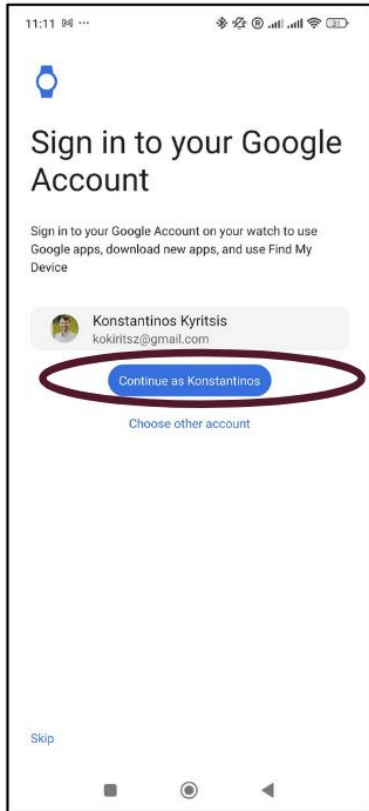 11:11 ···
21
Sign in to your Google
Account
Sign in to your Google Account on your watch to use
Google apps, download new apps, and use Find My
Device
Konstantinos Kyritsis
kokiritsz@gmail.com
Continue as Konstantinos
Choose other account
Skip